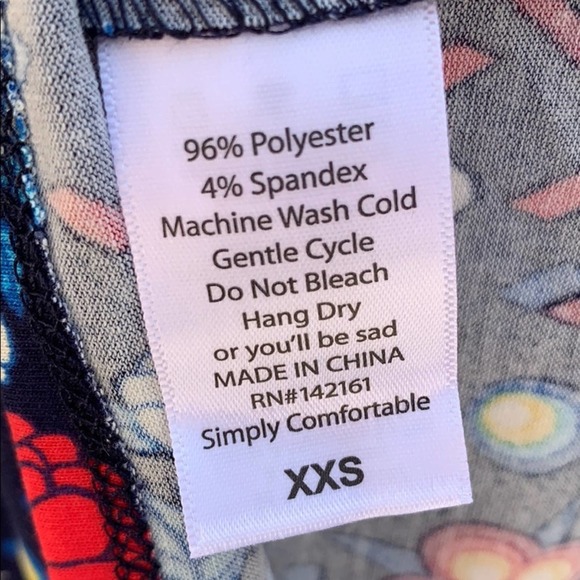 96% Polyester
4% Spandex
Machine Wash Cold
Gentle Cycle
Do Not Bleach
Hang Dry
or you'll be sad
MADE IN CHINA
RN#142161
Simply Comfortable
XXS